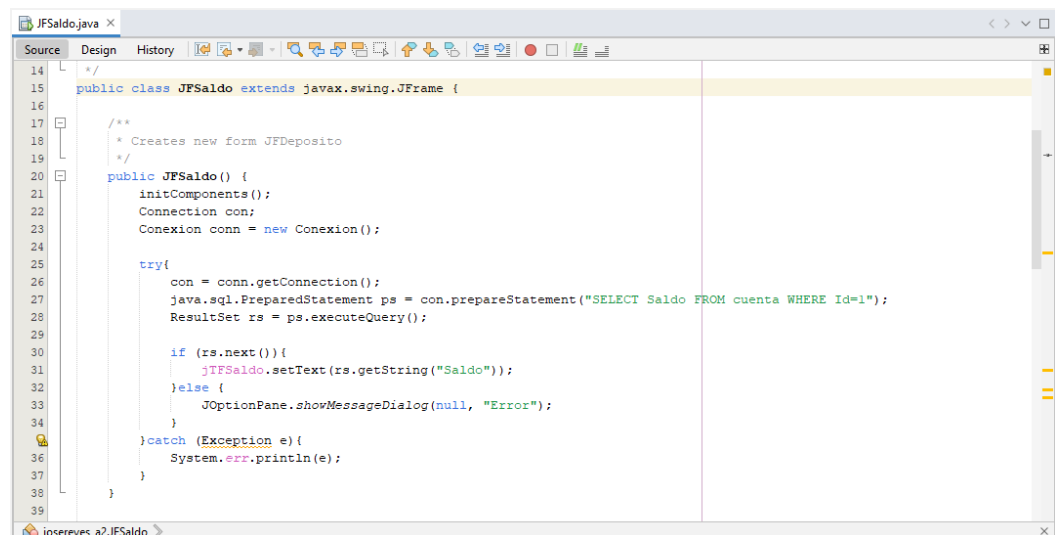 JFSaldo.java
Source Design History
14 */
15 public class JFSaldo extends javax.swing.JFrame {
16
17 /**
18 * Creates new form JFDeposito
19 */
20 public JFSaldo() {
21 initComponents();
22 Connection con;
23 Conexion conn = new Conexion();
24
25 try{
26 con = conn.getConnection();
27 java.sql.PreparedStatement ps = con.prepareStatement("SELECT Saldo FROM cuenta WHERE Id=1");
28 ResultSet rs = ps.executeQuery();
29
30 if (rs.next()){
31 jTFSaldo.setText(rs.getString("Saldo"));
32 }else {
33 JOptionPane.showMessageDialog(null, "Error");
34 }
}catch (Exception e){
36 System.err.println(e);
37 }
38 }
39
josereyes_a2.JFSaldo